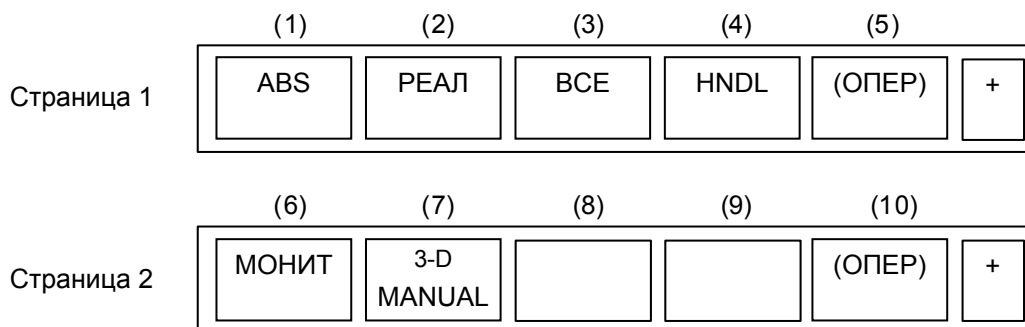 (1) (2) (3) (4) (5)
Страница 1 ABS РЕАЛ ВСЕ HNDL (ОПЕР) +
(6) (7) (8) (9) (10)
Страница 2 МОНИТ 3-D MANUAL (ОПЕР) +